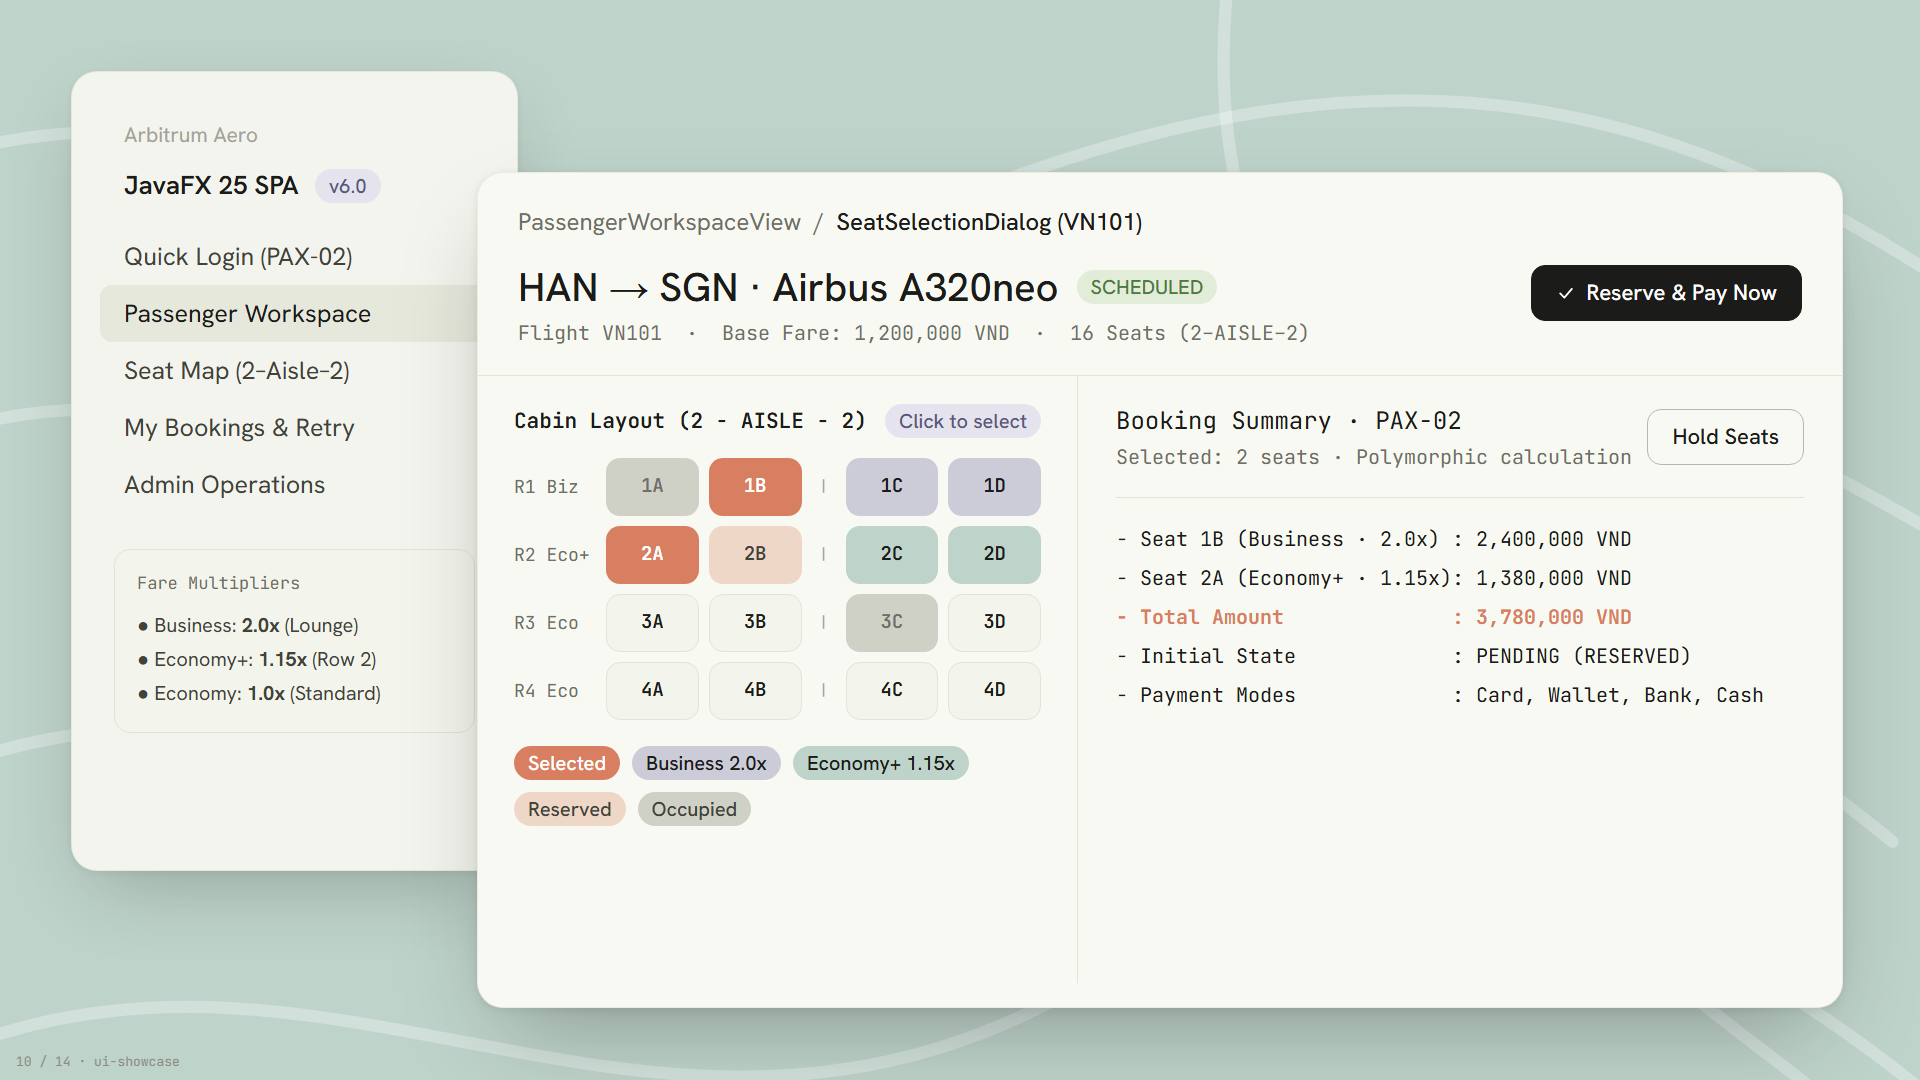 Arbitrum Aero
JavaFX 25 SPA v6.0
Quick Login (PAX-02)
Passenger Workspace
Seat Map (2-Aisle-2)
My Bookings & Retry
Admin Operations
Fare Multipliers
● Business: 2.0x (Lounge)
● Economy+: 1.15x (Row 2)
● Economy: 1.0x (Standard)
PassengerWorkspaceView / SeatSelectionDialog (VN101)
HAN → SGN · Airbus A320neo SCHEDULED
✓ Reserve & Pay Now
Flight VN101 · Base Fare: 1,200,000 VND · 16 Seats (2-AISLE-2)
Cabin Layout (2 - AISLE - 2) Click to select
R1 Biz 1A 1B | 1C 1D
R2 Eco+ 2A 2B | 2C 2D
R3 Eco 3A 3B | 3C 3D
R4 Eco 4A 4B | 4C 4D
Selected Business 2.0x Economy+ 1.15x
Reserved Occupied
Booking Summary · PAX-02
Selected: 2 seats · Polymorphic calculation
Hold Seats
- Seat 1B (Business · 2.0x) : 2,400,000 VND
- Seat 2A (Economy+ · 1.15x): 1,380,000 VND
- Total Amount : 3,780,000 VND
- Initial State : PENDING (RESERVED)
- Payment Modes : Card, Wallet, Bank, Cash
10 / 14 · ui-showcase